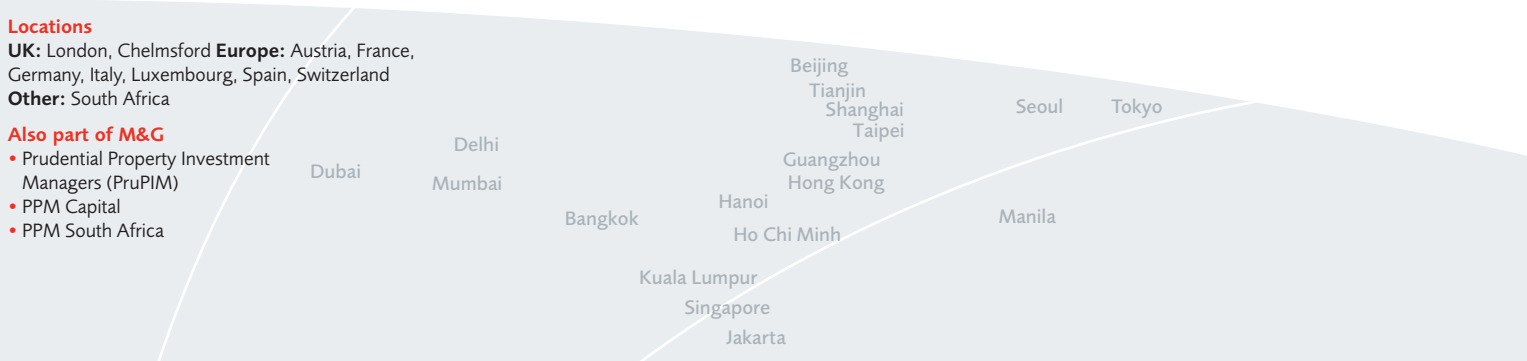 Locations
UK: London, Chelmsford Europe: Austria, France,
Germany, Italy, Luxembourg, Spain, Switzerland
Other: South Africa
Also part of M&G
• Prudential Property Investment
Managers (PruPIM)
• PPM Capital
• PPM South Africa
Beijing
Tianjin
Shanghai
Seoul
Tokyo
Taipei
Delhi
Guangzhou
Dubai
Mumbai
Hong Kong
Hanoi
Bangkok
Manila
Ho Chi Minh
Kuala Lumpur
Singapore
Jakarta